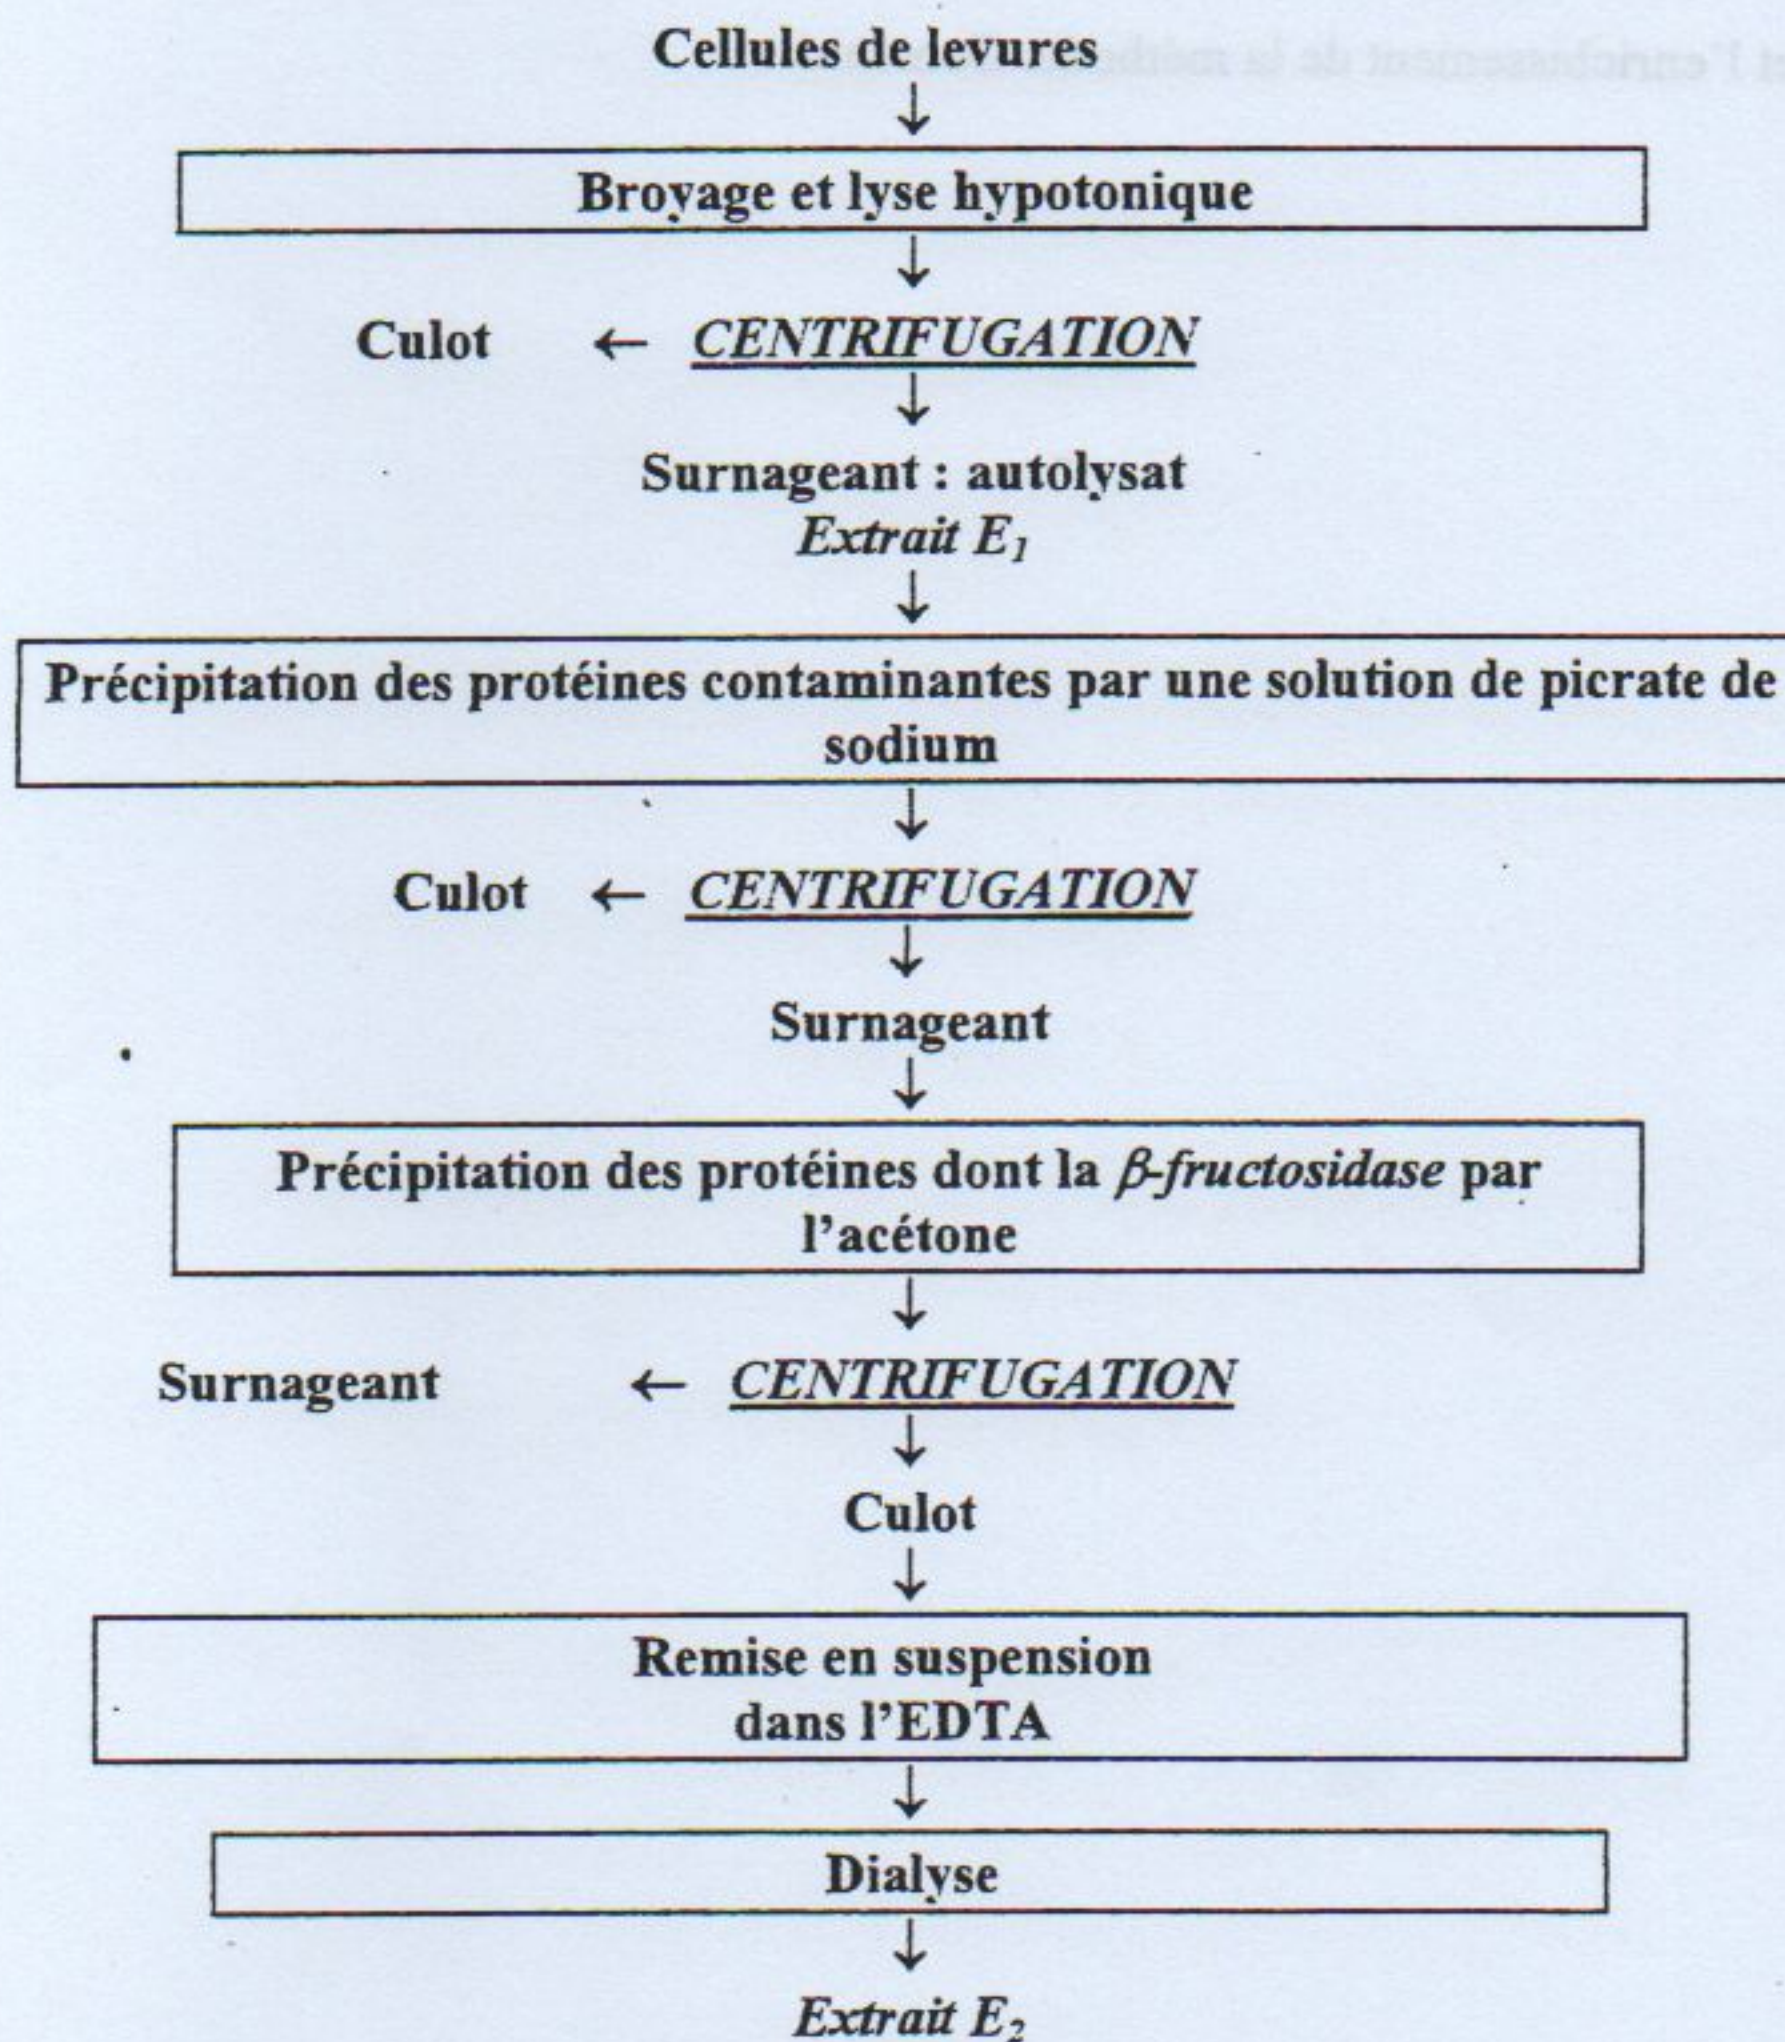 Cellules de levures
↓
Broyage et lyse hypotonique
↓
Culot ← CENTRIFUGATION
↓
Surnageant : autolysat
Extrait E₁
↓
Précipitation des protéines contaminantes par une solution de picrate de
sodium
↓
Culot ← CENTRIFUGATION
↓
Surnageant
↓
Précipitation des protéines dont la β-fructosidase par
l’acétone
↓
Surnageant ← CENTRIFUGATION
↓
Culot
↓
Remise en suspension
dans l’EDTA
↓
Dialyse
↓
Extrait E₂